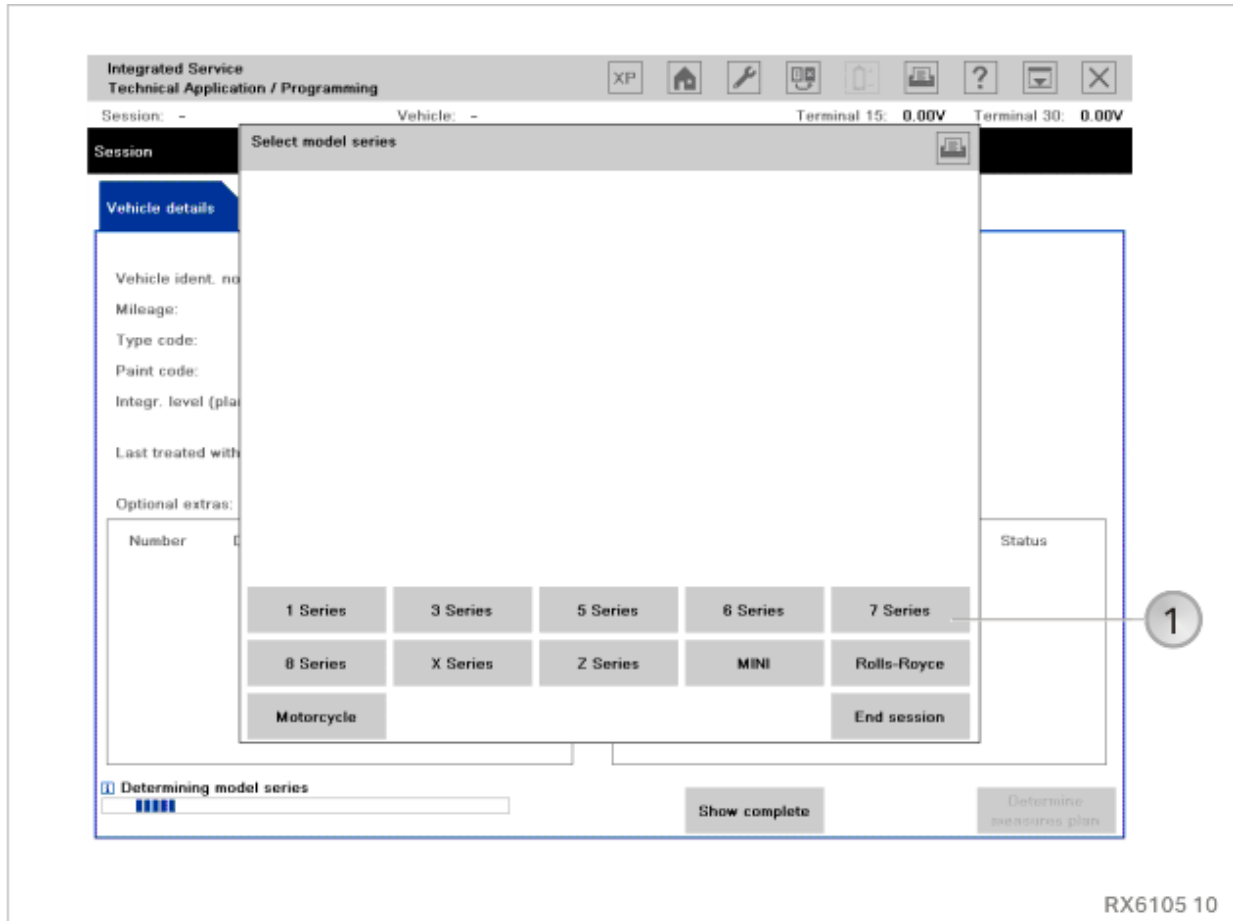 Integrated Service
Technical Application / Programming
XP
?
Session: -
Vehicle: -
Terminal 15: 0.00V
Terminal 30: 0.00V
Session
Select model series
Vehicle details
Vehicle ident. no
Mileage:
Type code:
Paint code:
Integr. level (pla
Last treated with
Optional extras:
Number
Status
1 Series
3 Series
5 Series
6 Series
7 Series
1
8 Series
X Series
Z Series
MINI
Rolls-Royce
Motorcycle
End session
i Determining model series
Show complete
Determine
measures plan
RX6105 10